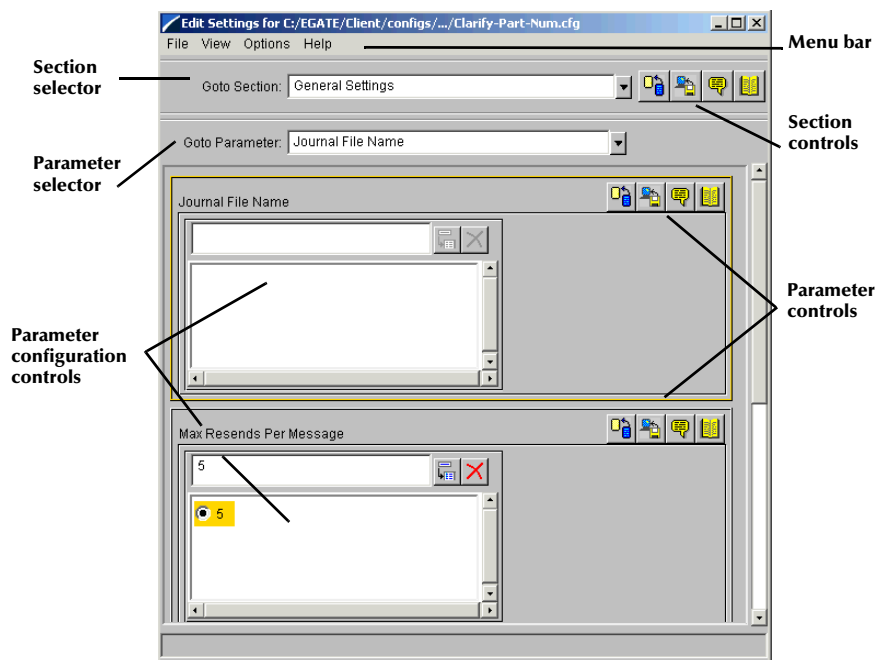 Edit Settings for C:/EGATE/Client/configs/.../Clarify-Part-Num.cfg
File View Options Help
Menu bar
Section
selector
Goto Section: General Settings
Section
controls
Goto Parameter: Journal File Name
Parameter
selector
Journal File Name
Parameter
controls
Parameter
configuration
controls
Max Resends Per Message
5
5